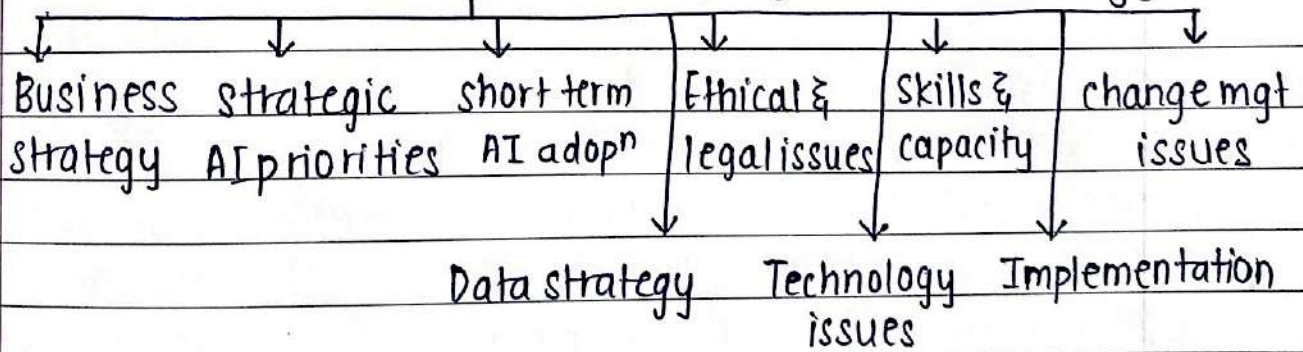 Business strategic short term Ethical & Skills & change mgt
strategy AI priorities AI adopⁿ legal issues capacity issues
Data strategy Technology Implementation
issues